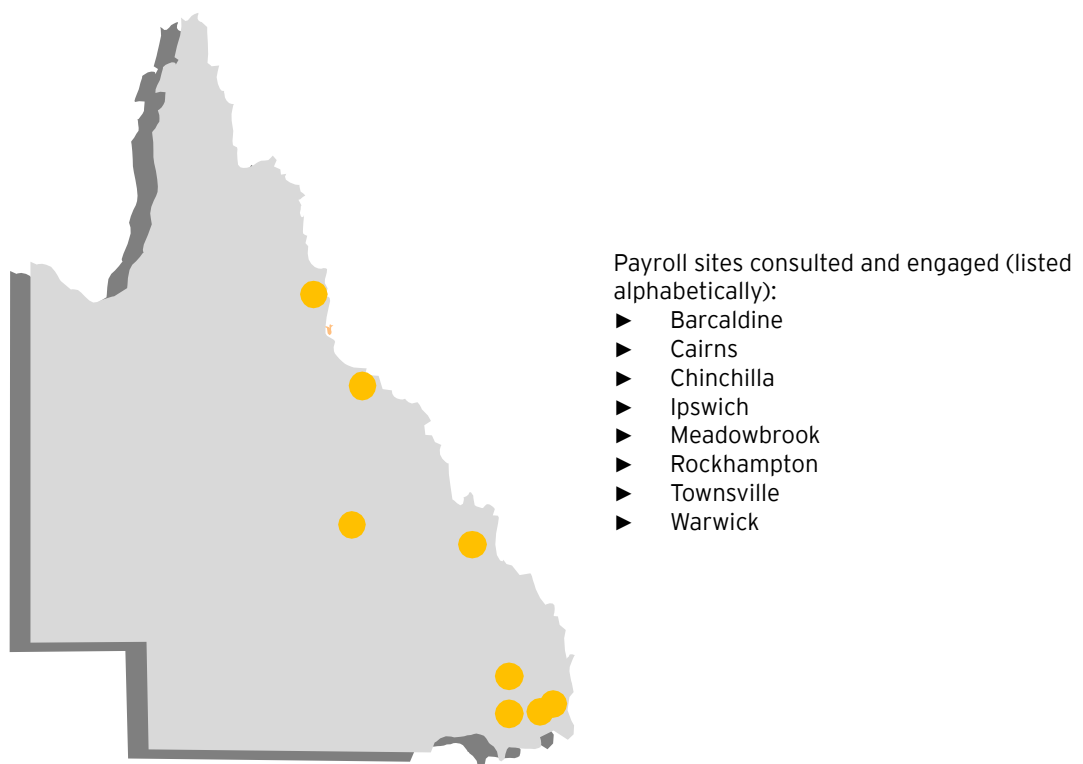 Payroll sites consulted and engaged (listed
alphabetically):
► Barcaldine
► Cairns
► Chinchilla
► Ipswich
► Meadowbrook
► Rockhampton
► Townsville
► Warwick